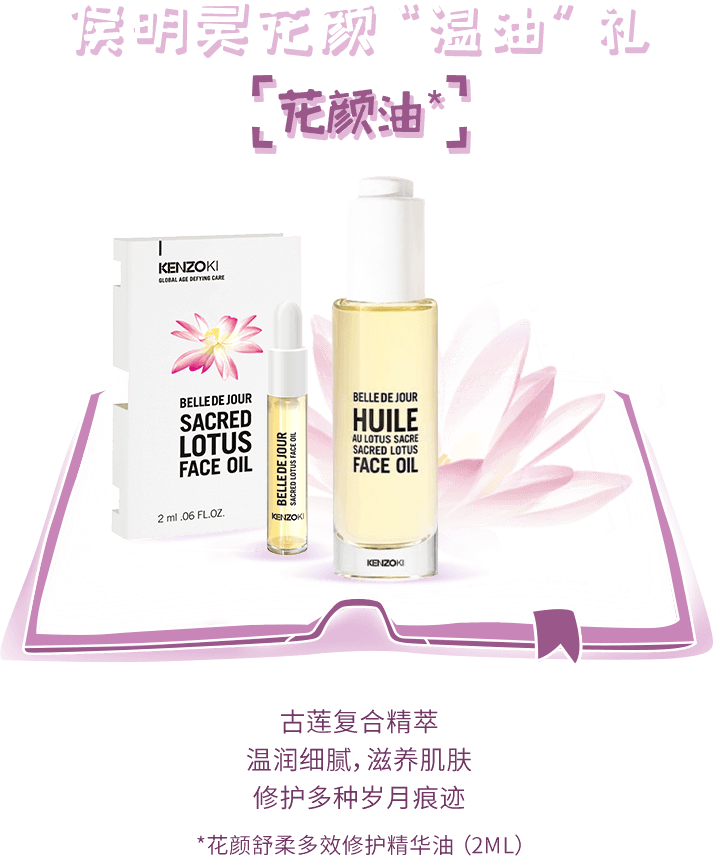 侯明昊花颜“温油”礼
花颜油*
KENZOKI
GLOBAL AGE DEFYING CARE
BELLE DE JOUR
SACRED
LOTUS
FACE OIL
2 ml .06 FL.OZ.
BELLE DE JOUR
SACRED LOTUS FACE OIL
KENZOKI
BELLE DE JOUR
HUILE
AU LOTUS SACRE
SACRED LOTUS
FACE OIL
KENZOKI
古莲复合精萃
温润细腻，滋养肌肤
修护多种岁月痕迹
*花颜舒柔多效修护精华油（2ML）